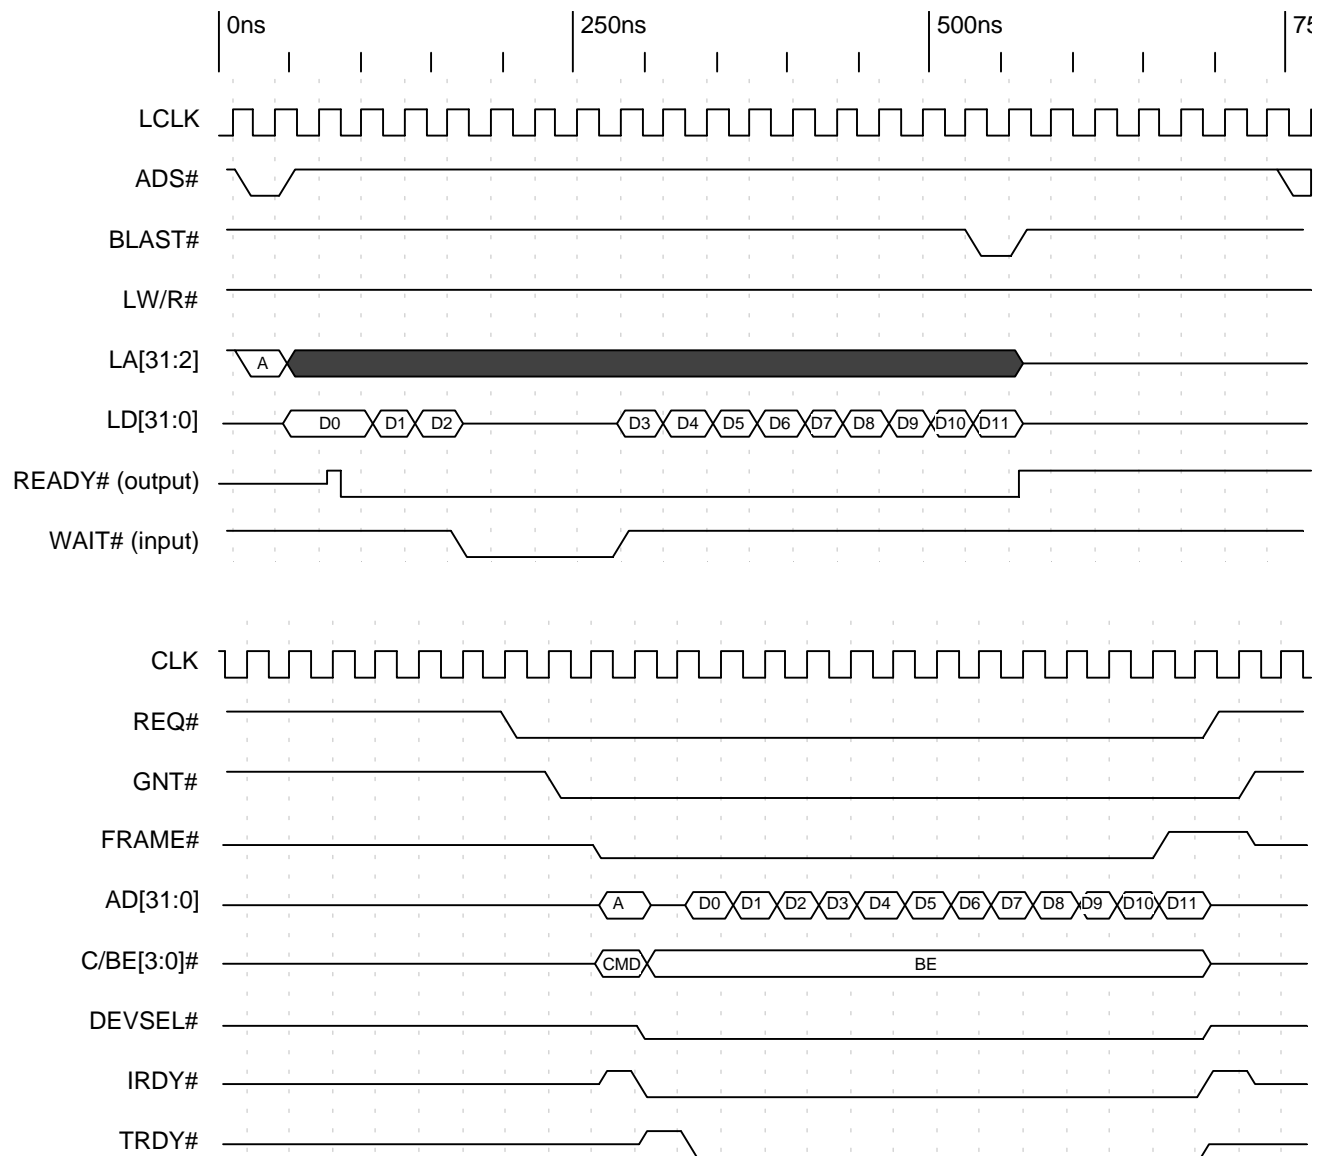 0ns 250ns 500ns
LCLK
ADS#
BLAST#
LW/R#
LA[31:2] A
LD[31:0] D0 D1 D2 D3 D4 D5 D6 D7 D8 D9 D10 D11
READY# (output)
WAIT# (input)
CLK
REQ#
GNT#
FRAME#
AD[31:0] A D0 D1 D2 D3 D4 D5 D6 D7 D8 D9 D10 D11
C/BE[3:0]# CMD BE
DEVSEL#
IRDY#
TRDY#